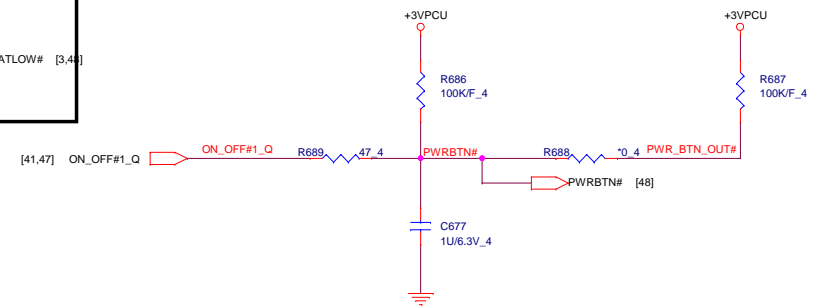 +3VPCU
+3VPCU
ATLOW# [3,48]
R686
100K/F_4
R687
100K/F_4
[41,47] ON_OFF#1_Q
ON_OFF#1_Q
R689
47_4
PWRBTN#
R688
*0_4
PWR_BTN_OUT#
PWRBTN# [48]
C677
1U/6.3V_4